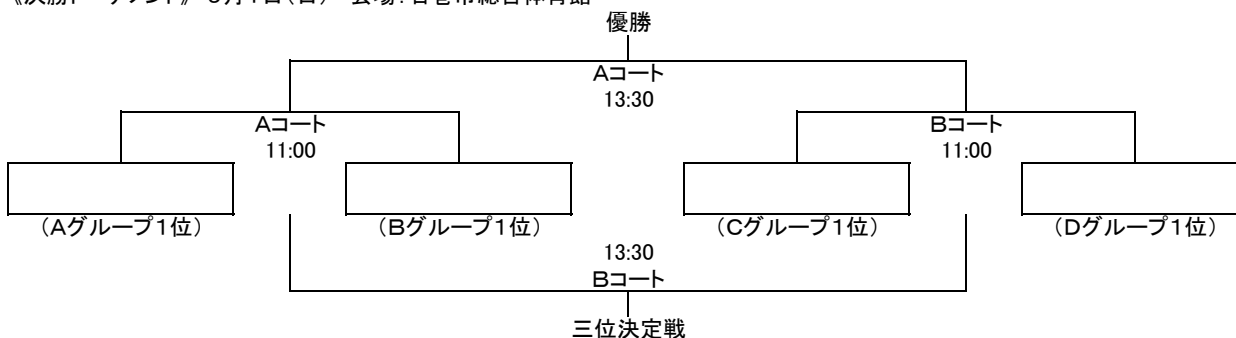 優勝
Aコート
13:30
Aコート
11:00
Bコート
11:00
(Aグループ1位)
(Bグループ1位)
(Cグループ1位)
(Dグループ1位)
13:30
Bコート
三位決定戦